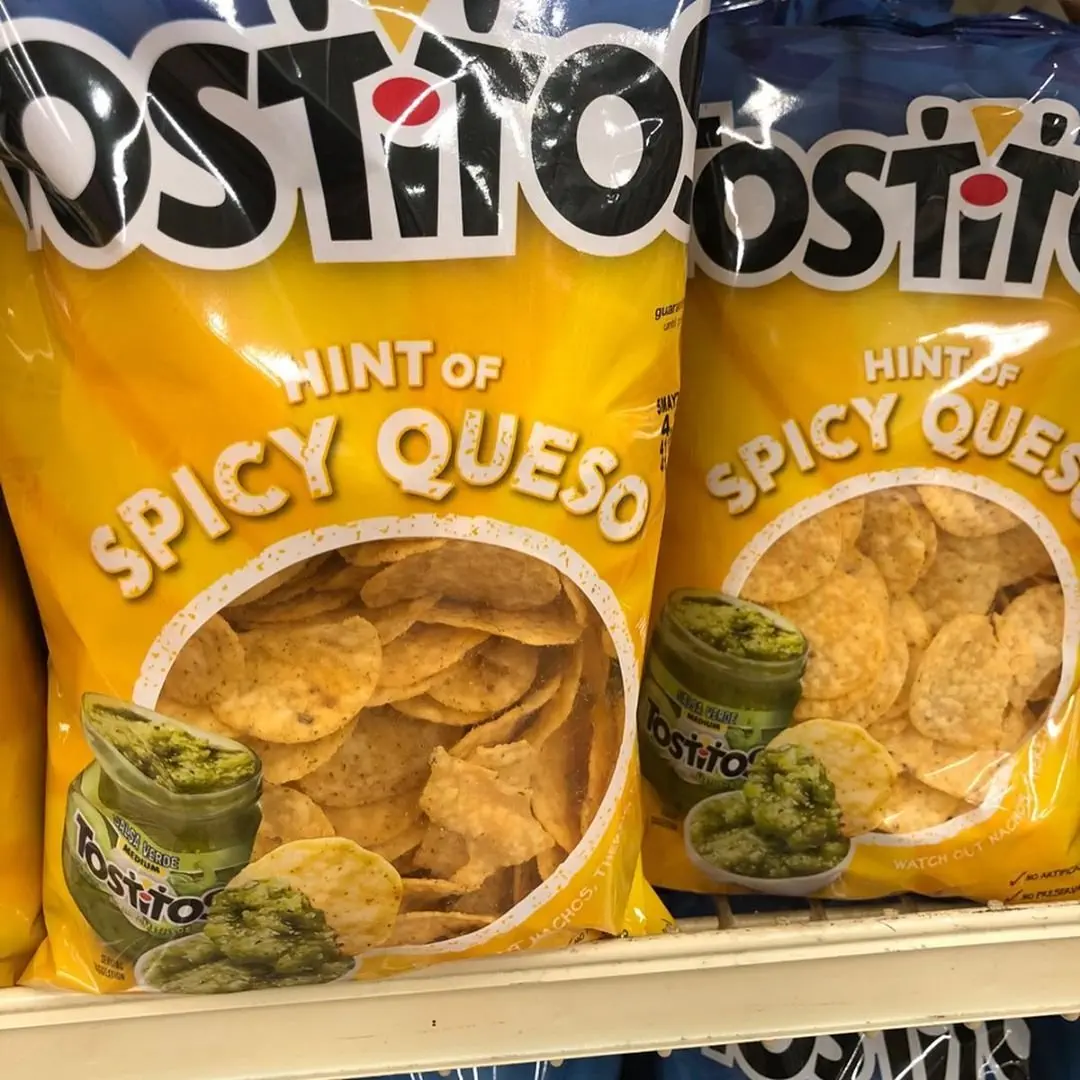 TOSTITOS
HINT OF
SPICY QUESO
SALSA VERDE
MEDIUM
TOSTITOS
TOSTITOS
HINT OF
SPICY QUESO
SALSA VERDE
MEDIUM
TOSTITOS
WATCH OUT NACHOS